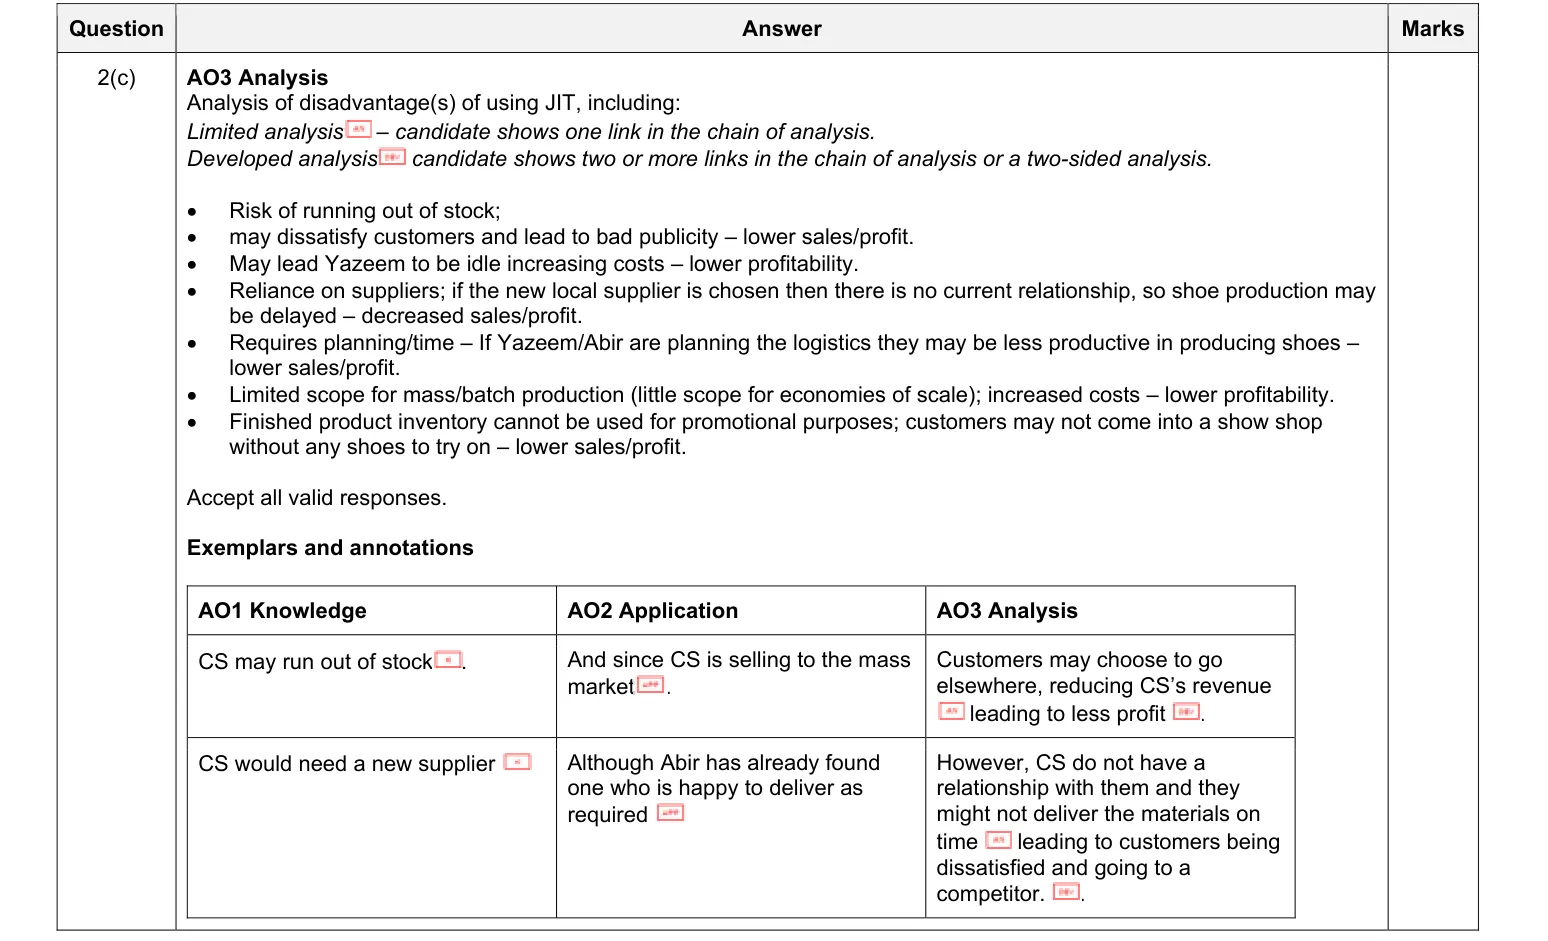 Question Answer Marks
2(c) AO3 Analysis
Analysis of disadvantage(s) of using JIT, including:
Limited analysis AN – candidate shows one link in the chain of analysis.
Developed analysis DEV candidate shows two or more links in the chain of analysis or a two-sided analysis.
• Risk of running out of stock;
• may dissatisfy customers and lead to bad publicity – lower sales/profit.
• May lead Yazeem to be idle increasing costs – lower profitability.
• Reliance on suppliers; if the new local supplier is chosen then there is no current relationship, so shoe production may
be delayed – decreased sales/profit.
• Requires planning/time – If Yazeem/Abir are planning the logistics they may be less productive in producing shoes –
lower sales/profit.
• Limited scope for mass/batch production (little scope for economies of scale); increased costs – lower profitability.
• Finished product inventory cannot be used for promotional purposes; customers may not come into a show shop
without any shoes to try on – lower sales/profit.
Accept all valid responses.
Exemplars and annotations
AO1 Knowledge AO2 Application AO3 Analysis
CS may run out of stock.
And since CS is selling to the mass
market APP.
Customers may choose to go
elsewhere, reducing CS’s revenue
AN leading to less profit DEV.
CS would need a new supplier
Although Abir has already found
one who is happy to deliver as
required APP
However, CS do not have a
relationship with them and they
might not deliver the materials on
time AN leading to customers being
dissatisfied and going to a
competitor. DEV.